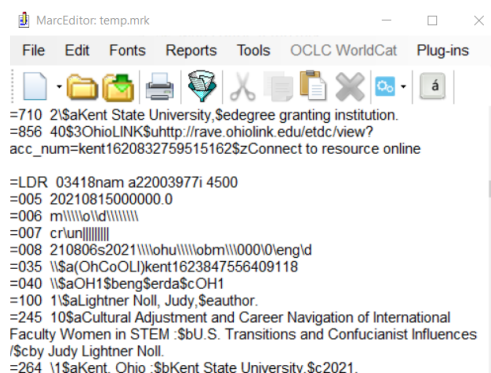 MarcEditor: temp.mrk
File Edit Fonts Reports Tools OCLC WorldCat Plug-ins
á
=710  2\$aKent State University,$edegree granting institution.
=856  40$3OhioLINK$uhttp://rave.ohiolink.edu/etdc/view?
acc_num=kent1620832759515162$zConnect to resource online

=LDR  03418nam a22003977i 4500
=005  20210815000000.0
=006  m\\\\\o\\d\\\\\\\\
=007  cr\un|||||||||
=008  210806s2021\\\\ohu\\\\\obm\\\000\0\eng\d
=035  \\$a(OhCoOLI)kent1623847556409118
=040  \\$aOH1$beng$erda$cOH1
=100  1\$aLightner Noll, Judy,$eauthor.
=245  10$aCultural Adjustment and Career Navigation of International
Faculty Women in STEM :$bU.S. Transitions and Confucianist Influences
/$cby Judy Lightner Noll.
=264  \1$aKent, Ohio :$bKent State University,$c2021.